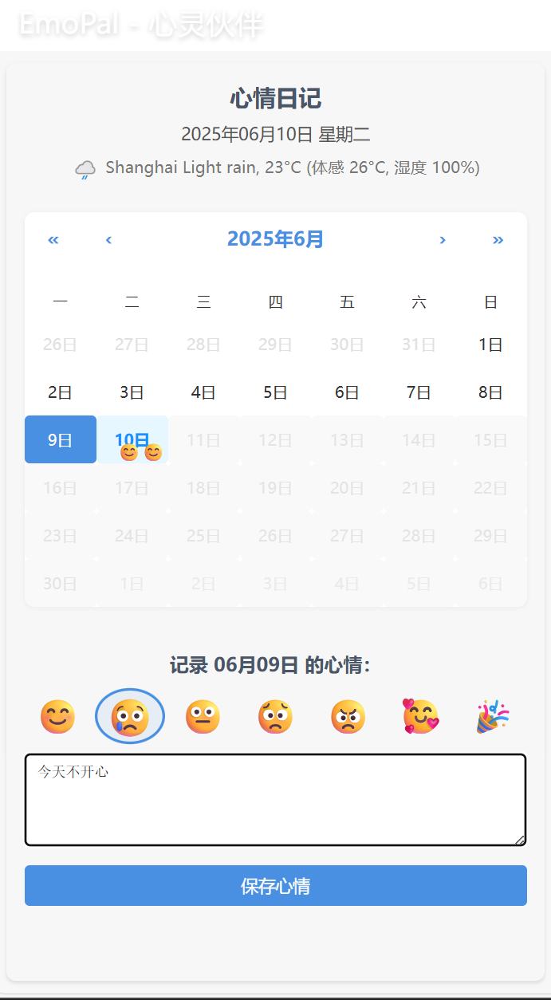 EmoPal - 心灵伙伴
心情日记
2025年06月10日 星期二
Shanghai Light rain, 23°C (体感 26°C, 湿度 100%)
« ‹ 2025年6月 › »
一 二 三 四 五 六 日
26日 27日 28日 29日 30日 31日 1日
2日 3日 4日 5日 6日 7日 8日
9日 10日 11日 12日 13日 14日 15日
16日 17日 18日 19日 20日 21日 22日
23日 24日 25日 26日 27日 28日 29日
30日 1日 2日 3日 4日 5日 6日
记录 06月09日 的心情：
今天不开心
保存心情